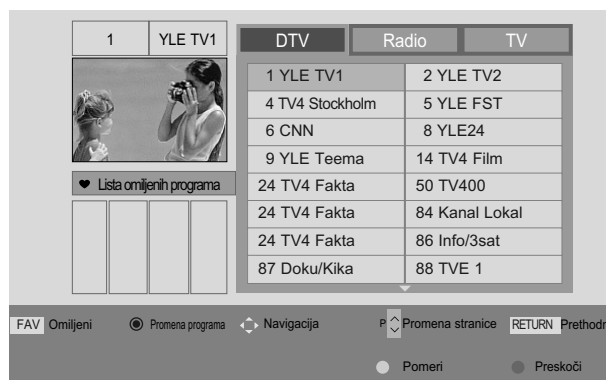 1 YLE TV1
DTV Radio TV
1 YLE TV1 2 YLE TV2
4 TV4 Stockholm 5 YLE FST
6 CNN 8 YLE24
9 YLE Teema 14 TV4 Film
Lista omiljenih programa
24 TV4 Fakta 50 TV400
24 TV4 Fakta 84 Kanal Lokal
24 TV4 Fakta 86 Info/3sat
87 Doku/Kika 88 TVE 1
FAV Omiljeni Promena programa Navigacija P Promena stranice RETURN Prethodn
Pomeri Preskoči